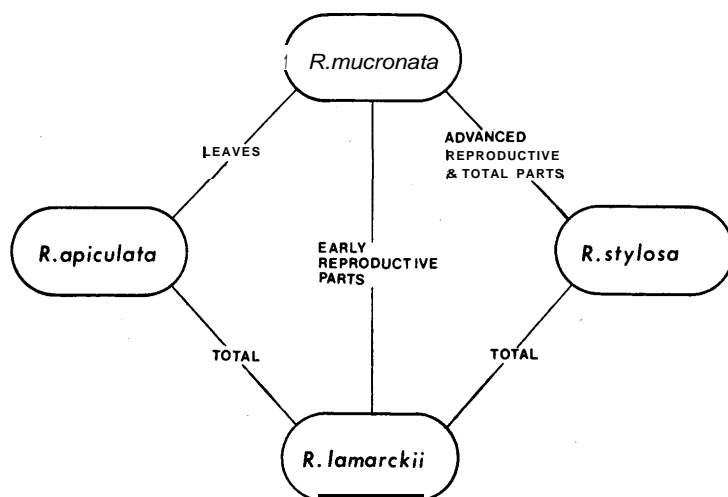 R.mucronata
LEAVES
ADVANCED
REPRODUCTIVE
& TOTAL PARTS
R.apiculata
EARLY
REPRODUCTIVE
PARTS
R.stylosa
TOTAL
TOTAL
R.lamarckii